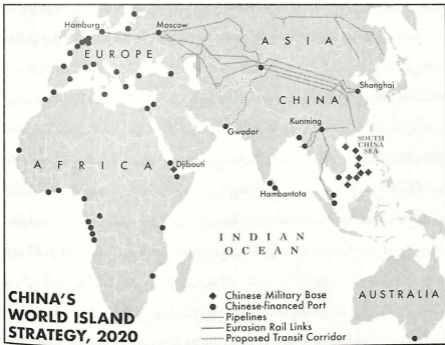 Hamburg
Moscow
ASIA
EUROPE
Shanghai
CHINA
Kunming
SOUTH
CHINA
SEA
Gwadar
AFRICA
Djibouti
Hambantota
INDIAN
OCEAN
AUSTRALIA
CHINA'S
WORLD ISLAND
STRATEGY, 2020
Chinese Military Base
Chinese-financed Port
Pipelines
Eurasian Rail Links
Proposed Transit Corridor